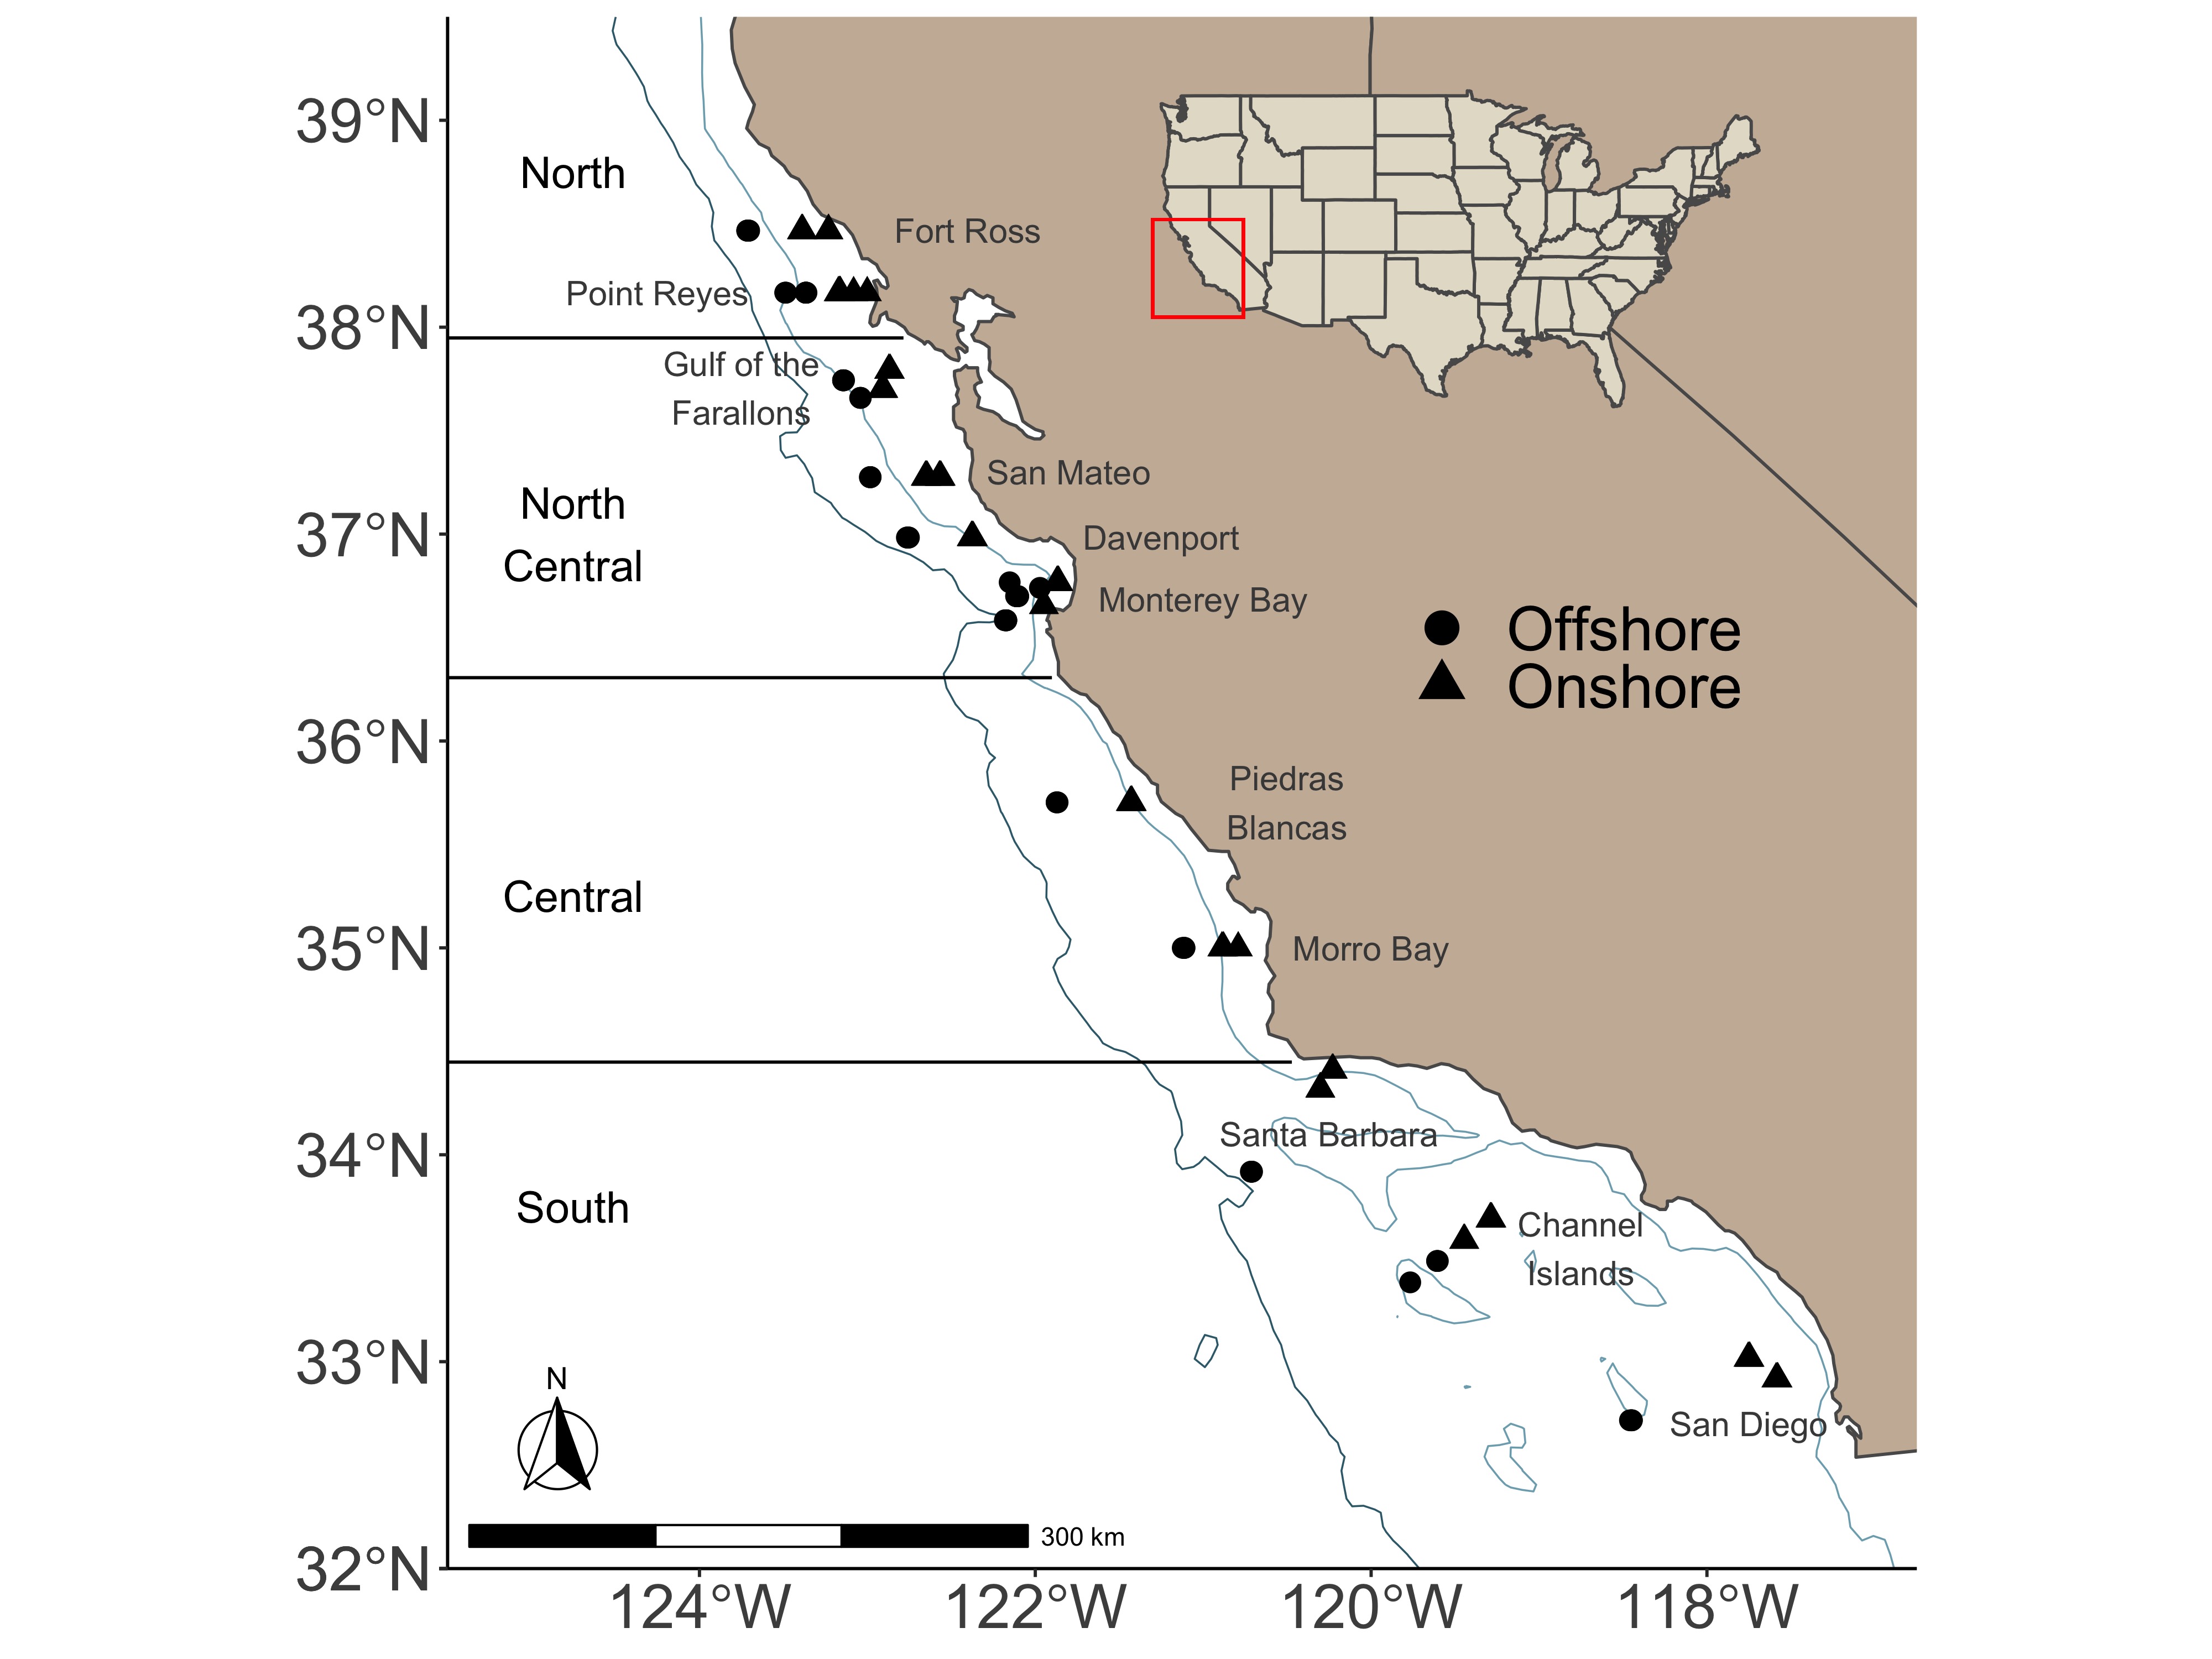 39°N
North
Fort Ross
Point Reyes
38°N
Gulf of the
Farallons
San Mateo
North
37°N
Davenport
Central
Monterey Bay
Offshore
Onshore
36°N
Piedras
Blancas
Central
35°N
Morro Bay
Santa Barbara
34°N
South
Channel
Islands
33°N
N
San Diego
300 km
32°N
124°W
122°W
120°W
118°W